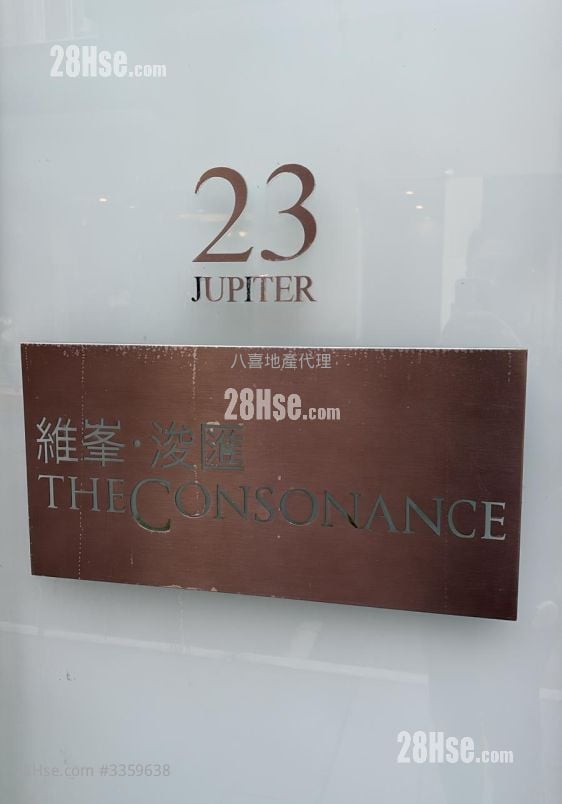 28Hse.com
23
JUPITER
八喜地產代理
28Hse.com
維峯·浚匯
THE CONSONANCE
28Hse.com
28Hse.com #3359638